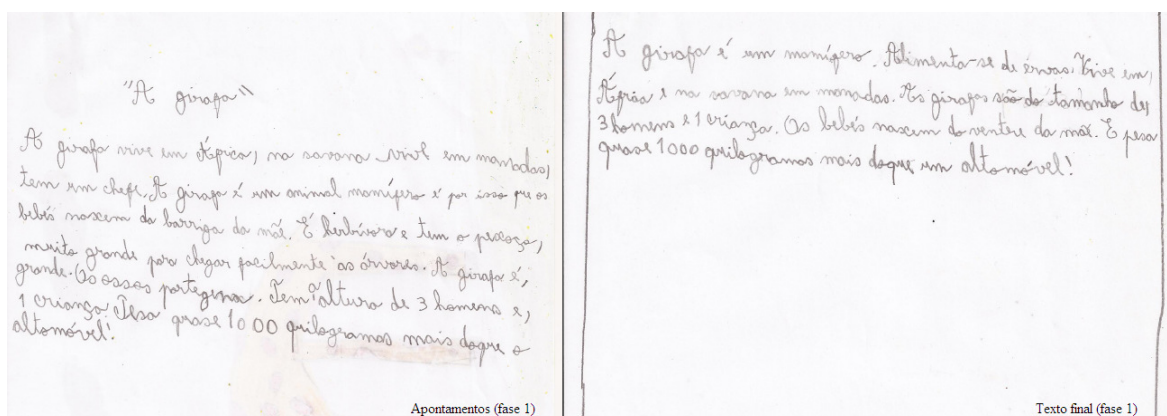 "A girafa"
A girafa vive em África, na savana vive em manadas,
tem um chefe. A girafa é um animal mamífero é por isso que os
bebés nascem da barriga da mãe. É herbívora e tem o pescoço,
muito grande para chegar facilmente às árvores. A girafa é,
grande. Os ossos Tem a altura de 3 homens e,
1 criança Pesa quase 1000 quilogramas mais doque o
altomóvel!
Apontamentos (fase 1)
A girafa é um mamífero. Alimenta-se de érvas. Vive em,
África e na savana em manadas. As girafas são do tamanho de,
3 homens e 1 criança. Os bebés nascem do ventre da mãe. E pesa
quase 1000 quilogramas mais doque um altomóvel!
Texto final (fase 1)